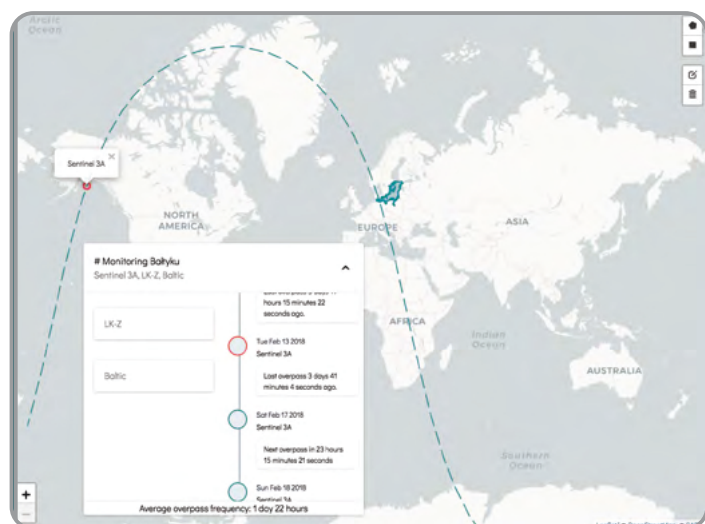 Arctic
Ocean
Sentinel 3A
×
NORTH
AMERICA
EUROPE
ASIA
AFRICA
Indian
Ocean
AUSTRALIA
Southern
Ocean
# Monitoring Bałtyku
Sentinel 3A, LK-Z, Baltic
LK-Z
Baltic
hours 15 minutes 22
seconds ago.
Tue Feb 13 2018
Sentinel 3A
Last overpass 3 days 41
minutes 4 seconds ago.
Sat Feb 17 2018
Sentinel 3A
Next overpass in 23 hours
15 minutes 21 seconds
Sun Feb 18 2018
Sentinel 3A
Average overpass frequency: 1 day 22 hours
+
−